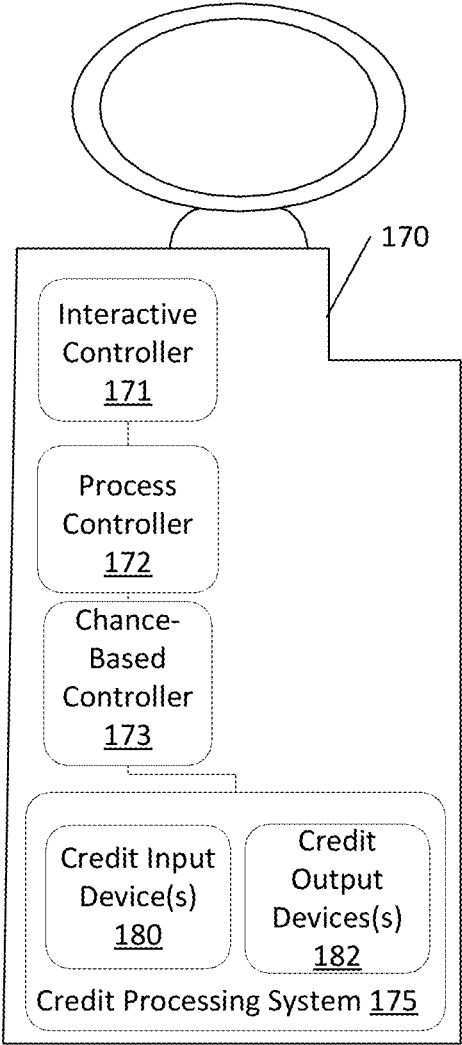 170
Interactive
Controller
171
Process
Controller
172
Chance-
Based
Controller
173
Credit Input
Device(s)
180
Credit
Output
Devices(s)
182
Credit Processing System 175